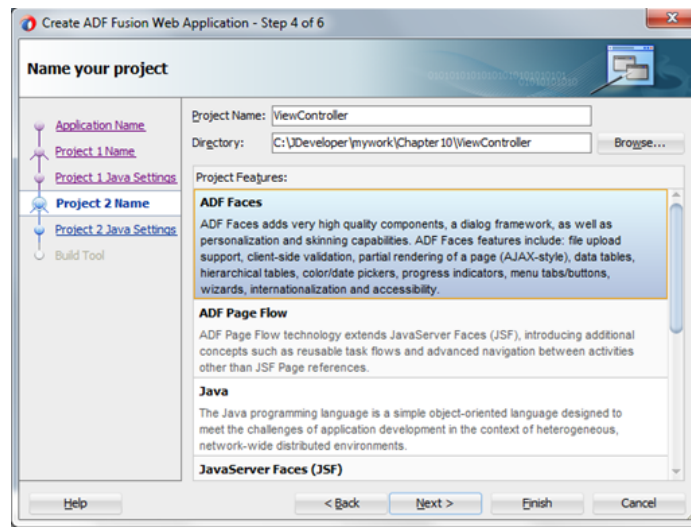 Create ADF Fusion Web Application - Step 4 of 6
Name your project
Application Name
Project 1 Name
Project 1 Java Settings
Project 2 Name
Project 2 Java Settings
Build Tool
Project Name: ViewController
Directory: C:\JDeveloper\mywork\Chapter10\ViewController Browse...
Project Features:
ADF Faces
ADF Faces adds very high quality components, a dialog framework, as well as
personalization and skinning capabilities. ADF Faces features include: file upload
support, client-side validation, partial rendering of a page (AJAX-style), data tables,
hierarchical tables, color/date pickers, progress indicators, menu tabs/buttons,
wizards, internationalization and accessibility.
ADF Page Flow
ADF Page Flow technology extends JavaServer Faces (JSF), introducing additional
concepts such as reusable task flows and advanced navigation between activities
other than JSF Page references.
Java
The Java programming language is a simple object-oriented language designed to
meet the challenges of application development in the context of heterogeneous,
network-wide distributed environments.
JavaServer Faces (JSF)
Help < Back Next > Finish Cancel